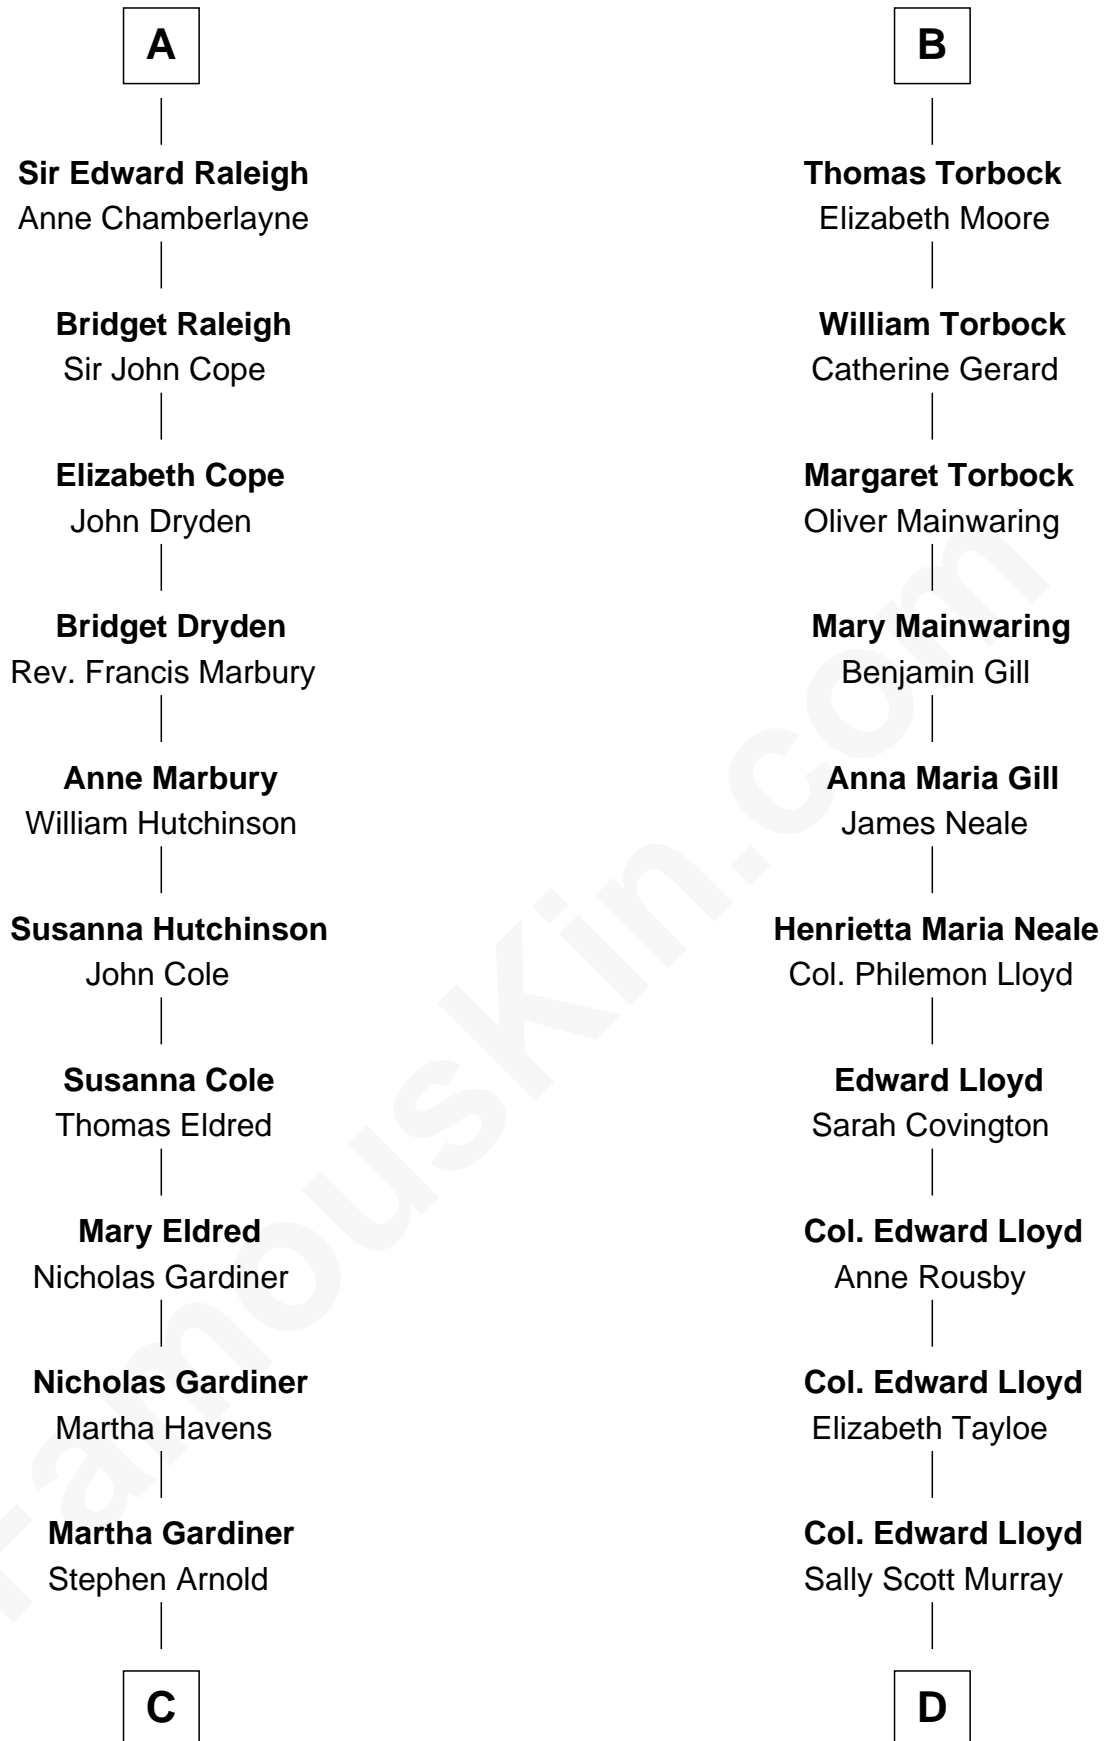 A
Sir Edward Raleigh
Anne Chamberlayne
Bridget Raleigh
Sir John Cope
Elizabeth Cope
John Dryden
Bridget Dryden
Rev. Francis Marbury
Anne Marbury
William Hutchinson
Susanna Hutchinson
John Cole
Susanna Cole
Thomas Eldred
Mary Eldred
Nicholas Gardiner
Nicholas Gardiner
Martha Havens
Martha Gardiner
Stephen Arnold
C
B
Thomas Torbock
Elizabeth Moore
William Torbock
Catherine Gerard
Margaret Torbock
Oliver Mainwaring
Mary Mainwaring
Benjamin Gill
Anna Maria Gill
James Neale
Henrietta Maria Neale
Col. Philemon Lloyd
Edward Lloyd
Sarah Covington
Col. Edward Lloyd
Anne Rousby
Col. Edward Lloyd
Elizabeth Tayloe
Col. Edward Lloyd
Sally Scott Murray
D
FamousKin.com